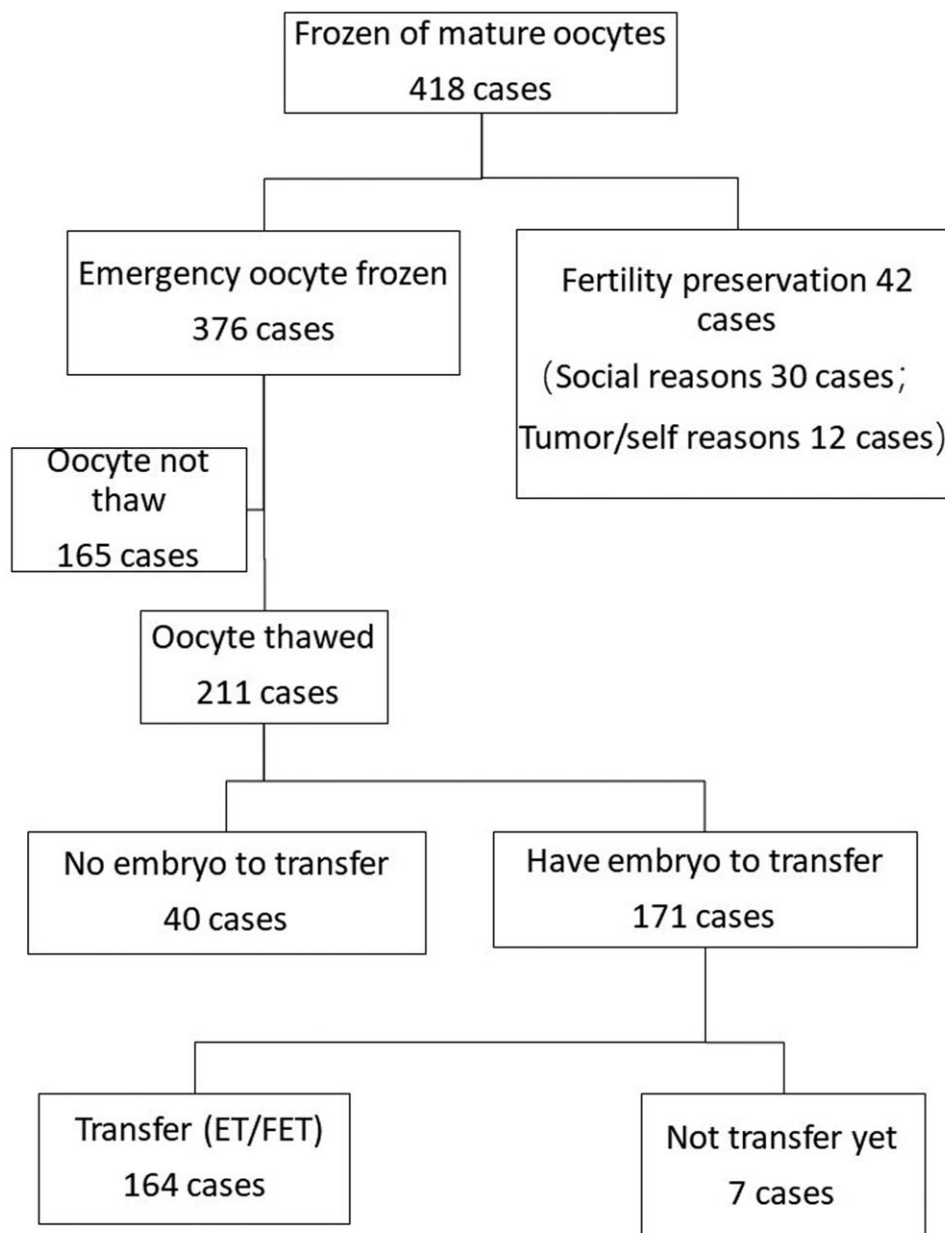 Frozen of mature oocytes
418 cases
Emergency oocyte frozen
376 cases
Fertility preservation 42
cases
（Social reasons 30 cases；
Tumor/self reasons 12 cases）
Oocyte not
thaw
165 cases
Oocyte thawed
211 cases
No embryo to transfer
40 cases
Have embryo to transfer
171 cases
Transfer (ET/FET)
164 cases
Not transfer yet
7 cases